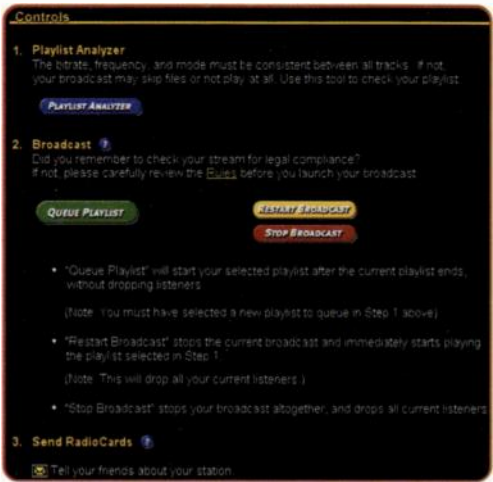 Controls
1. Playlist Analyzer
The bitrate, frequency, and mode must be consistent between all tracks. If not,
your broadcast may skip files or not play at all. Use this tool to check your playlist.
PLAYLIST ANALYZER
2. Broadcast ?
Did you remember to check your stream for legal compliance?
If not, please carefully review the Rules before you launch your broadcast.
QUEUE PLAYLIST
RESTART BROADCAST
STOP BROADCAST
• "Queue Playlist" will start your selected playlist after the current playlist ends,
without dropping listeners.
(Note: You must have selected a new playlist to queue in Step 1 above)
• "Restart Broadcast" stops the current broadcast and immediately starts playing
the playlist selected in Step 1.
(Note: This will drop all your current listeners.)
• "Stop Broadcast" stops your broadcast altogether, and drops all current listeners.
3. Send RadioCards ?
Tell your friends about your station.